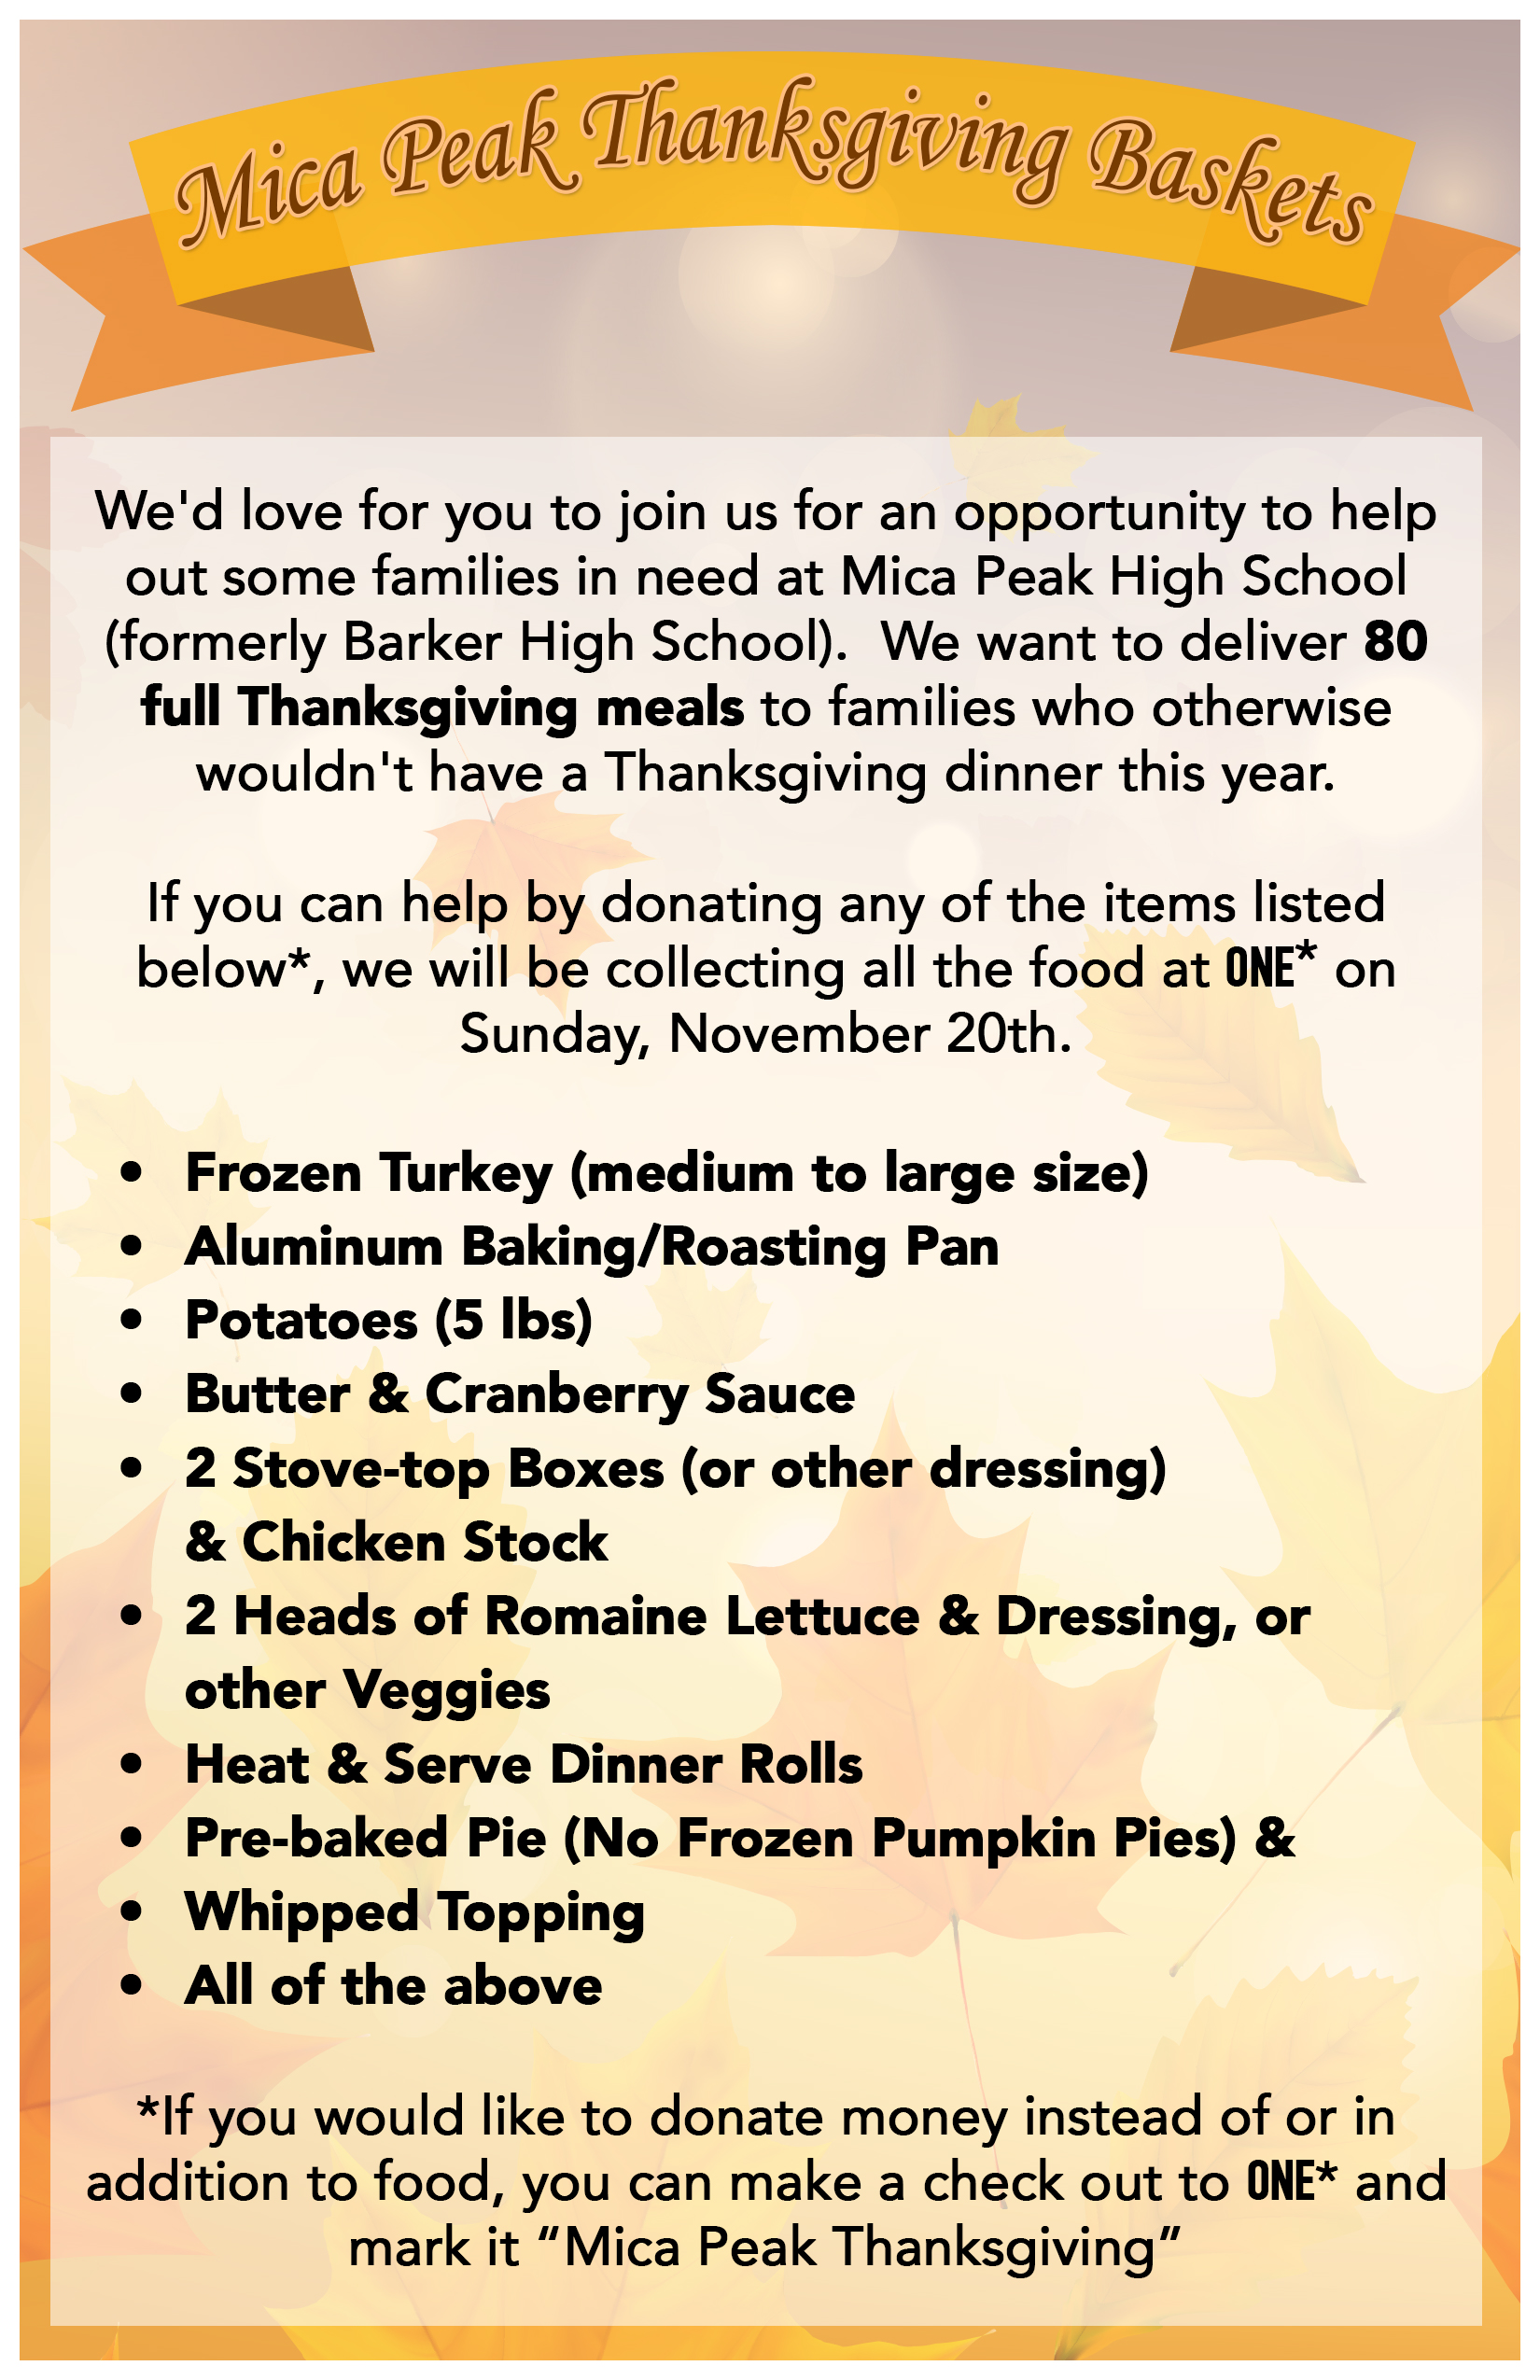 Mica Peak Thanksgiving Baskets
We'd love for you to join us for an opportunity to help
out some families in need at Mica Peak High School
(formerly Barker High School).  We want to deliver 80
full Thanksgiving meals to families who otherwise
wouldn't have a Thanksgiving dinner this year.
If you can help by donating any of the items listed
below*, we will be collecting all the food at ONE* on
Sunday, November 20th.
• Frozen Turkey (medium to large size)
• Aluminum Baking/Roasting Pan
• Potatoes (5 lbs)
• Butter & Cranberry Sauce
• 2 Stove-top Boxes (or other dressing)
& Chicken Stock
• 2 Heads of Romaine Lettuce & Dressing, or
other Veggies
• Heat & Serve Dinner Rolls
• Pre-baked Pie (No Frozen Pumpkin Pies) &
• Whipped Topping
• All of the above
*If you would like to donate money instead of or in
addition to food, you can make a check out to ONE* and
mark it “Mica Peak Thanksgiving”